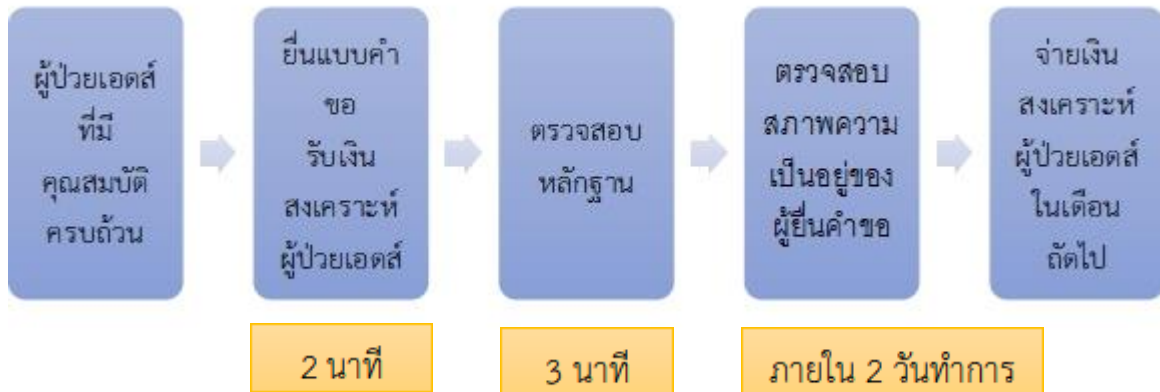 ผู้ป่วยเอดส์
ที่มี
คุณสมบัติ
ครบถ้วน
ยื่นแบบคำ
ขอ
รับเงิน
สงเคราะห์
ผู้ป่วยเอดส์
ตรวจสอบ
หลักฐาน
ตรวจสอบ
สภาพความ
เป็นอยู่ของ
ผู้ยื่นคำขอ
จ่ายเงิน
สงเคราะห์
ผู้ป่วยเอดส์
ในเดือน
ถัดไป
2 นาที
3 นาที
ภายใน 2 วันทำการ